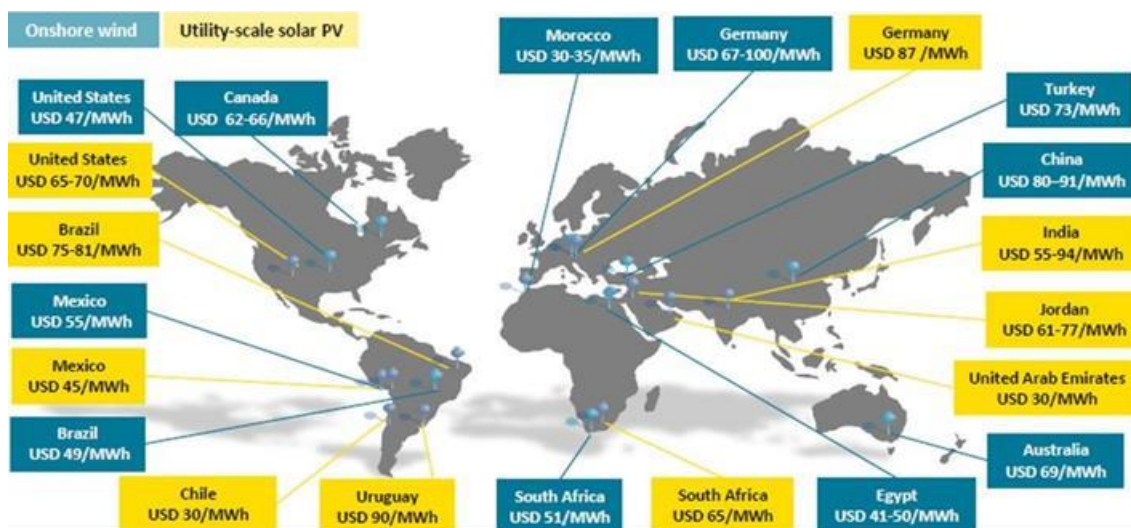 Onshore wind
Utility-scale solar PV
Morocco
USD 30-35/MWh
Germany
USD 67-100/MWh
Germany
USD 87 /MWh
United States
USD 47/MWh
Canada
USD 62-66/MWh
Turkey
USD 73/MWh
United States
USD 65-70/MWh
China
USD 80–91/MWh
Brazil
USD 75-81/MWh
India
USD 55-94/MWh
Mexico
USD 55/MWh
Jordan
USD 61-77/MWh
Mexico
USD 45/MWh
United Arab Emirates
USD 30/MWh
Brazil
USD 49/MWh
Australia
USD 69/MWh
Chile
USD 30/MWh
Uruguay
USD 90/MWh
South Africa
USD 51/MWh
South Africa
USD 65/MWh
Egypt
USD 41-50/MWh